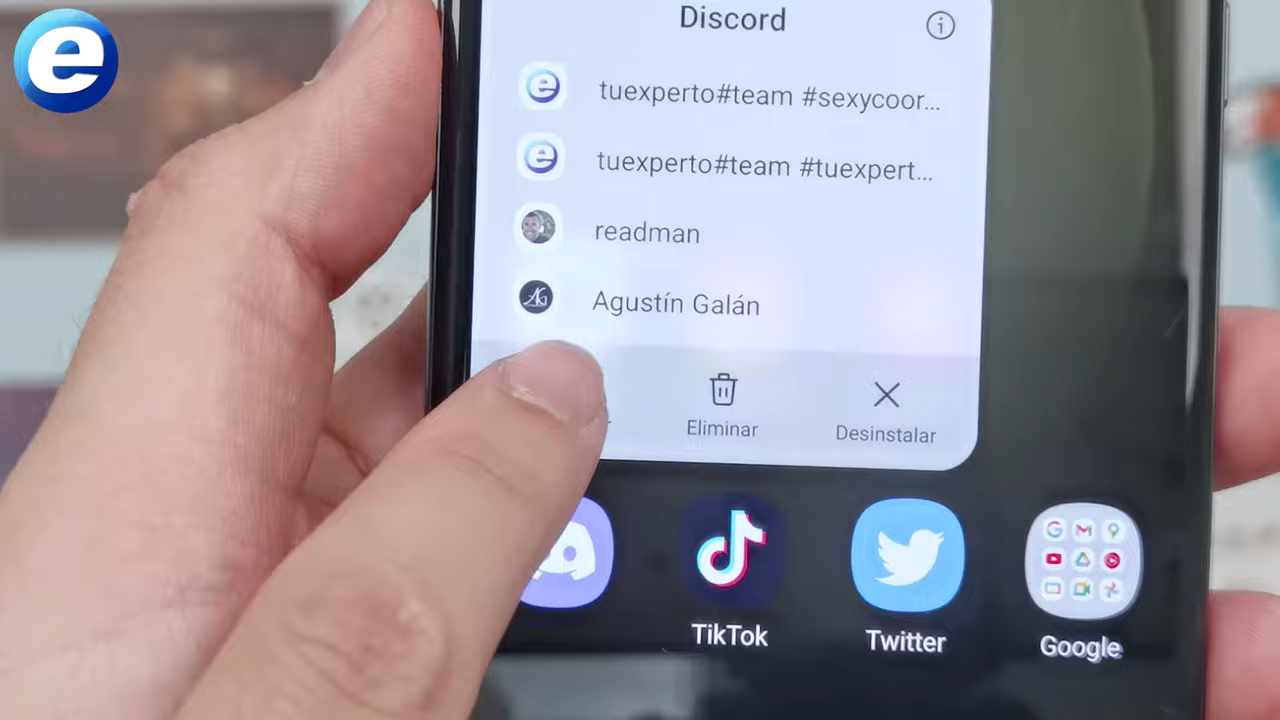 e
Discord
tuexperto#team #sexycoor...
tuexperto#team #tuexpert...
readman
Agustín Galán
Eliminar
Desinstalar
TikTok
Twitter
Google